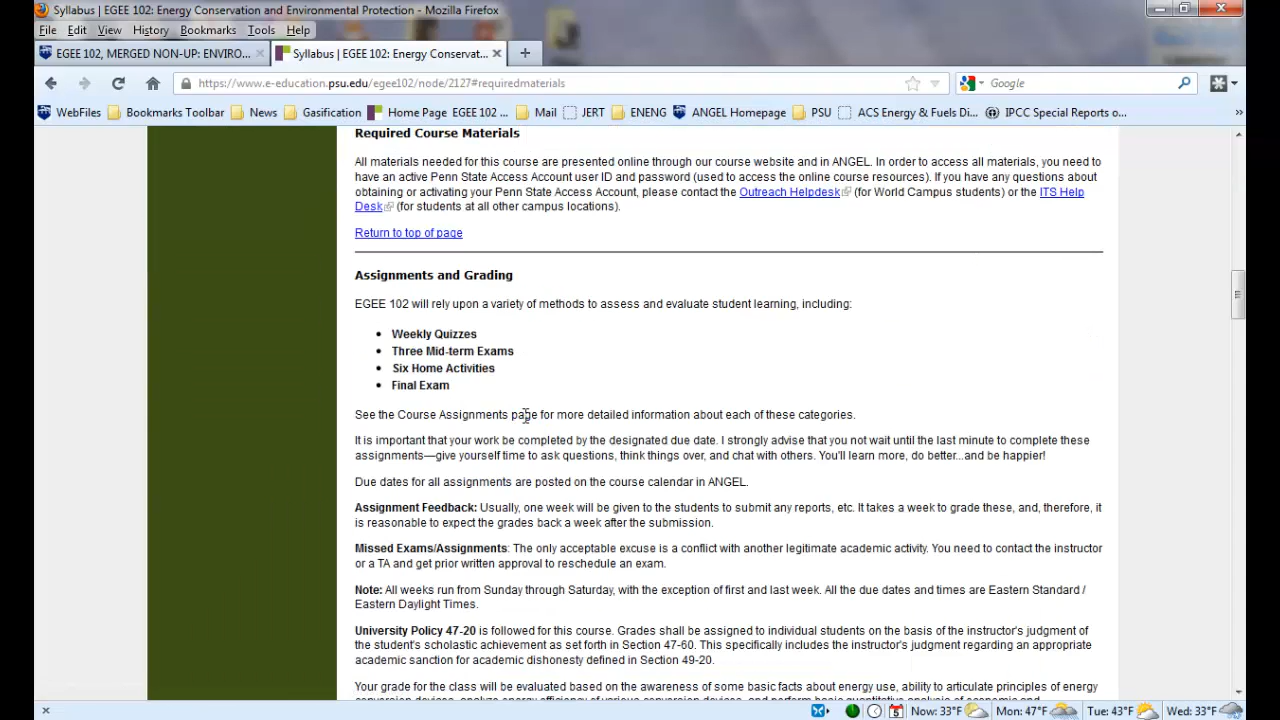 Syllabus | EGEE 102: Energy Conservation and Environmental Protection - Mozilla Firefox
File Edit View History Bookmarks Tools Help
EGEE 102, MERGED NON-UP: ENVIRO... Syllabus | EGEE 102: Energy Conservat...
https://www.e-education.psu.edu/egee102/node/2127#requiredmaterials Google
WebFiles Bookmarks Toolbar News Gasification Home Page EGEE 102 ... Mail JERT ENENG ANGEL Homepage PSU ACS Energy & Fuels Di... IPCC Special Reports o...
Required Course Materials
All materials needed for this course are presented online through our course website and in ANGEL. In order to access all materials, you need to
have an active Penn State Access Account user ID and password (used to access the online course resources). If you have any questions about
obtaining or activating your Penn State Access Account, please contact the Outreach Helpdesk (for World Campus students) or the ITS Help
Desk (for students at all other campus locations).
Return to top of page
Assignments and Grading
EGEE 102 will rely upon a variety of methods to assess and evaluate student learning, including:
• Weekly Quizzes
• Three Mid-term Exams
• Six Home Activities
• Final Exam
See the Course Assignments page for more detailed information about each of these categories.
It is important that your work be completed by the designated due date. I strongly advise that you not wait until the last minute to complete these
assignments—give yourself time to ask questions, think things over, and chat with others. You'll learn more, do better...and be happier!
Due dates for all assignments are posted on the course calendar in ANGEL.
Assignment Feedback: Usually, one week will be given to the students to submit any reports, etc. It takes a week to grade these, and, therefore, it
is reasonable to expect the grades back a week after the submission.
Missed Exams/Assignments: The only acceptable excuse is a conflict with another legitimate academic activity. You need to contact the instructor
or a TA and get prior written approval to reschedule an exam.
Note: All weeks run from Sunday through Saturday, with the exception of first and last week. All the due dates and times are Eastern Standard /
Eastern Daylight Times.
University Policy 47-20 is followed for this course. Grades shall be assigned to individual students on the basis of the instructor's judgment of
the student's scholastic achievement as set forth in Section 47-60. This specifically includes the instructor's judgment regarding an appropriate
academic sanction for academic dishonesty defined in Section 49-20.
Your grade for the class will be evaluated based on the awareness of some basic facts about energy use, ability to articulate principles of energy
Now: 33°F Mon: 47°F Tue: 43°F Wed: 33°F